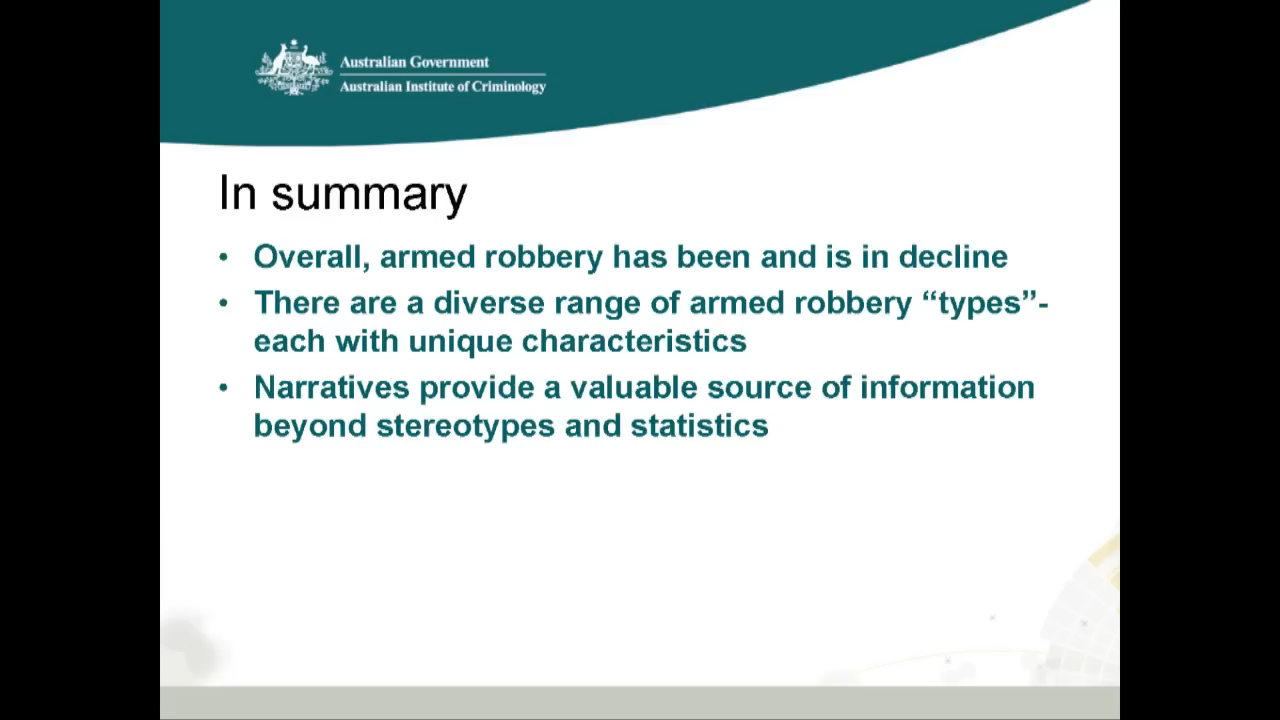 Australian Government
Australian Institute of Criminology
In summary
• Overall, armed robbery has been and is in decline
• There are a diverse range of armed robbery “types”-
each with unique characteristics
• Narratives provide a valuable source of information
beyond stereotypes and statistics